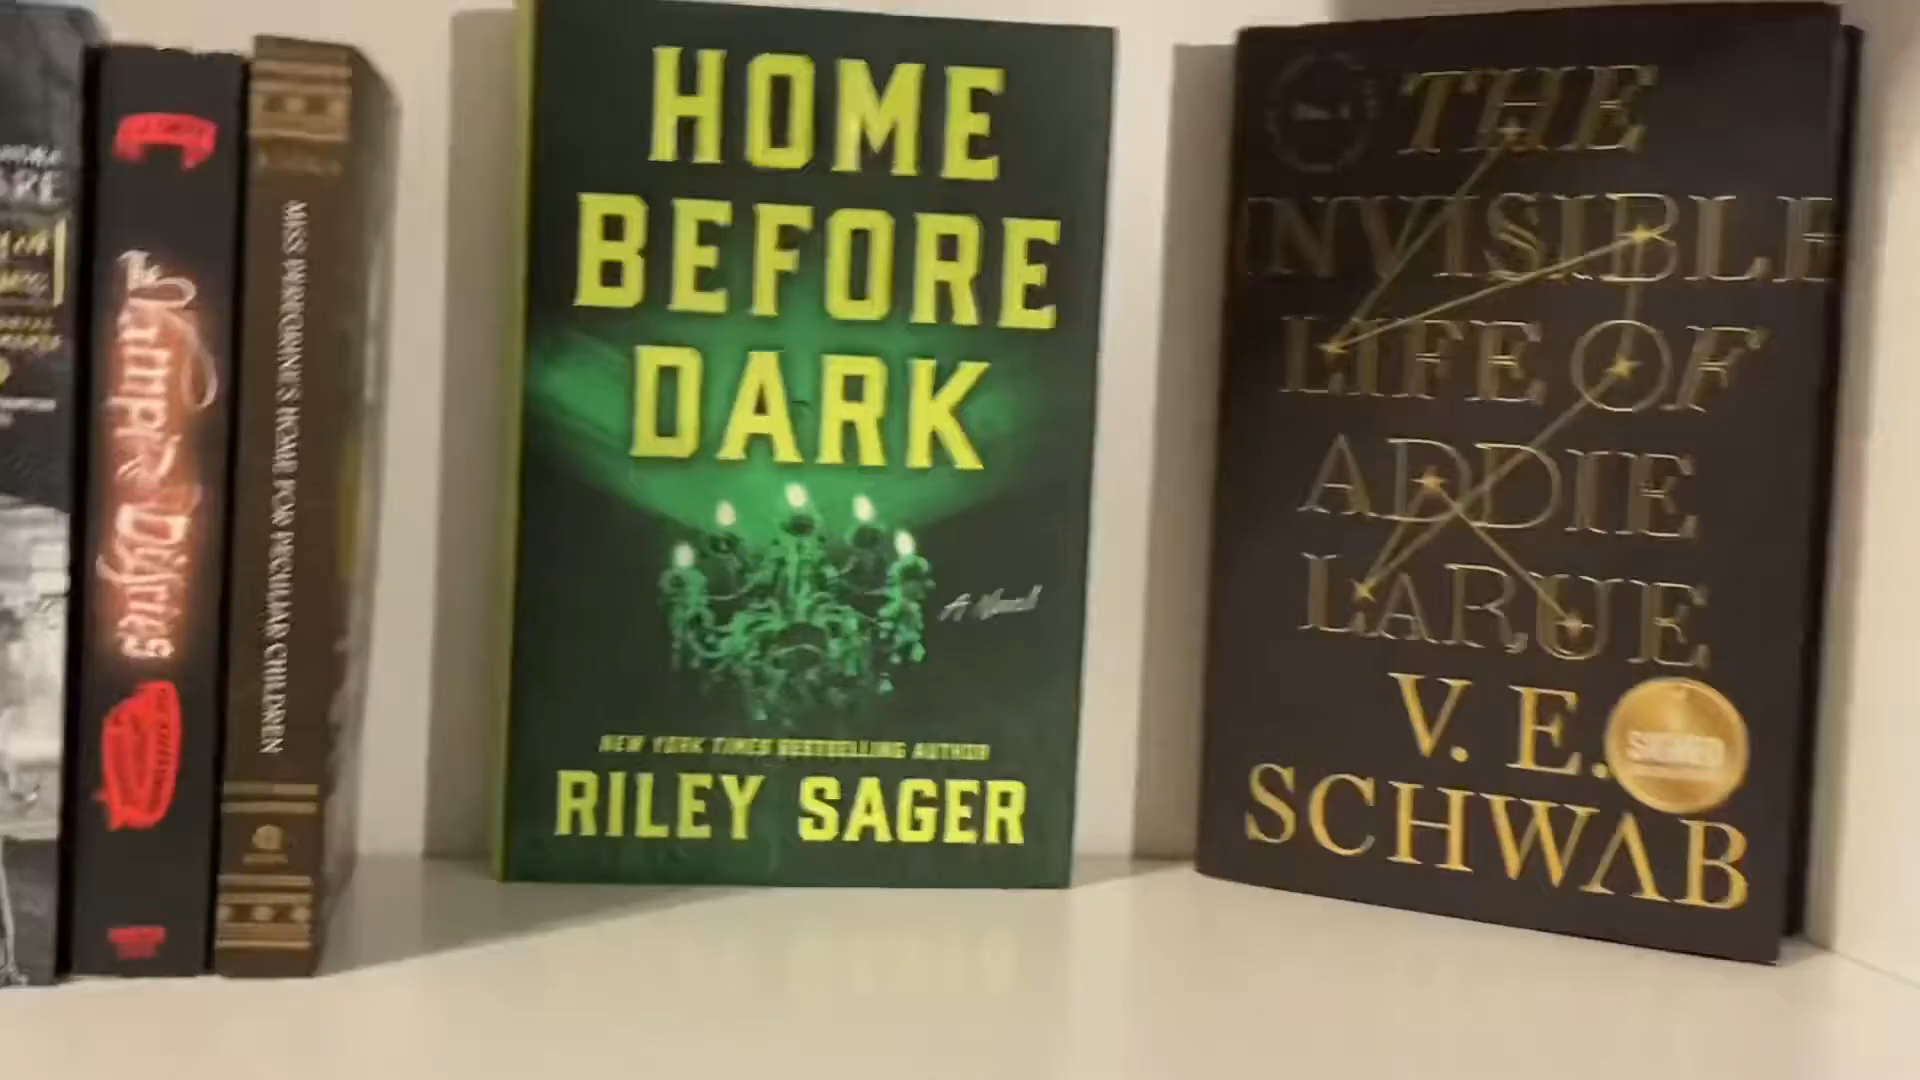 The Vampire Diaries
MISS PEREGRINE'S HOME FOR PECULIAR CHILDREN
HOME
BEFORE
DARK
A Novel
NEW YORK TIMES BESTSELLING AUTHOR
RILEY SAGER
THE
INVISIBLE
LIFE OF
ADDIE
LARUE
V. E.
SCHWAB
SIGNED